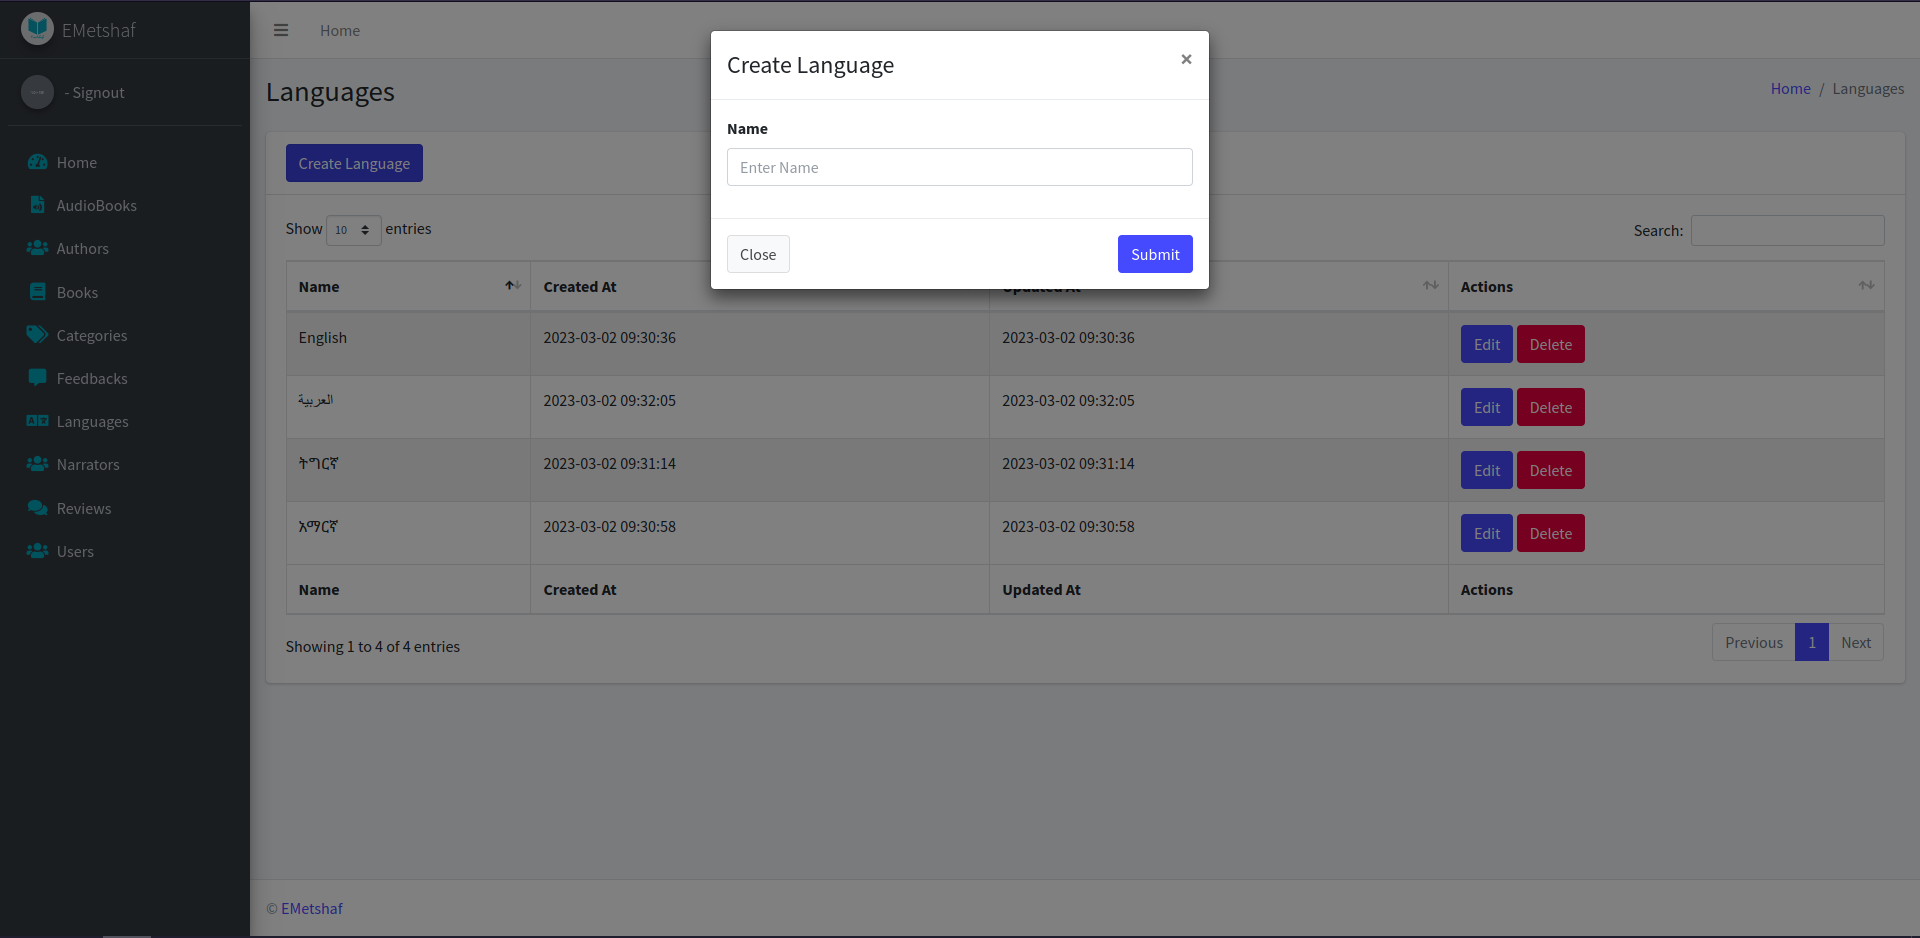 EMetshaf
- Signout
Home
AudioBooks
Authors
Books
Categories
Feedbacks
Languages
Narrators
Reviews
Users
Home
Languages
Home / Languages
Create Language
Create Language
×
Name
Enter Name
Close
Submit
Show 10 entries
Search:
Name Created At Updated At Actions
English 2023-03-02 09:30:36 2023-03-02 09:30:36 Edit Delete
العربية 2023-03-02 09:32:05 2023-03-02 09:32:05 Edit Delete
ትግርኛ 2023-03-02 09:31:14 2023-03-02 09:31:14 Edit Delete
አማርኛ 2023-03-02 09:30:58 2023-03-02 09:30:58 Edit Delete
Name Created At Updated At Actions
Showing 1 to 4 of 4 entries
Previous 1 Next
© EMetshaf